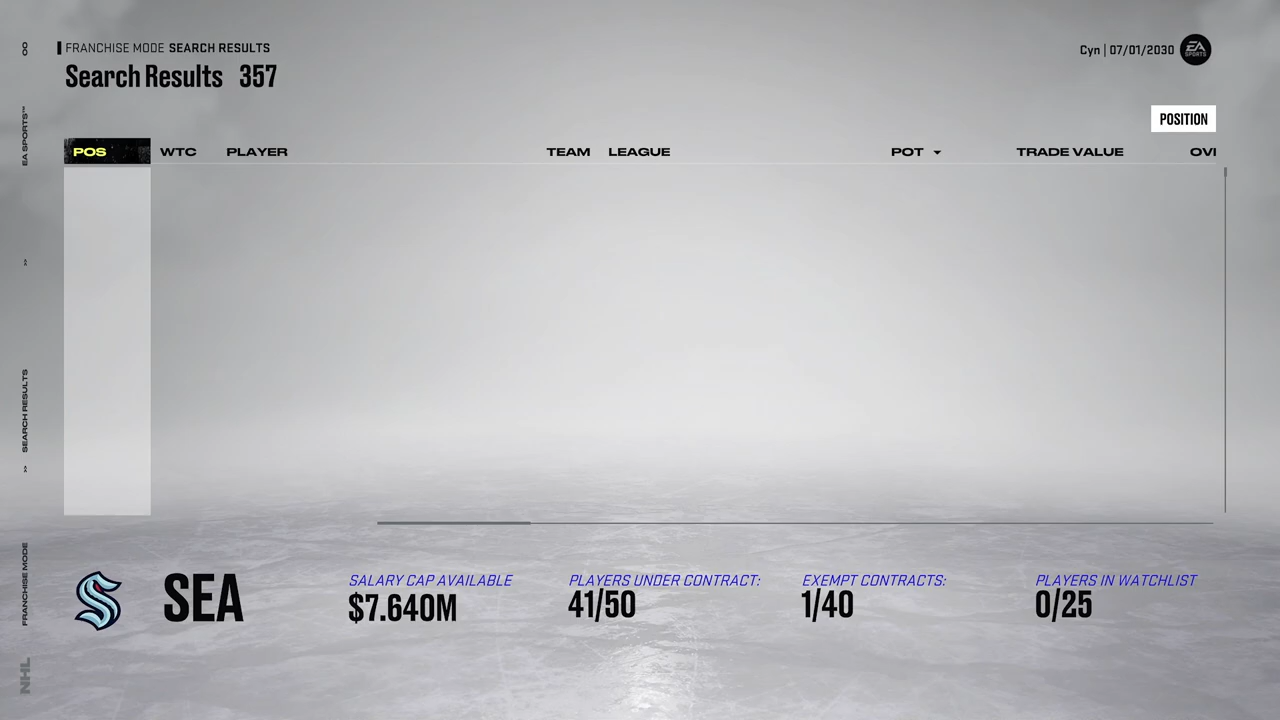 FRANCHISE MODE SEARCH RESULTS
Search Results 357
Cyn | 07/01/2030
EA SPORTS
POSITION
POS WTC PLAYER TEAM LEAGUE POT TRADE VALUE OVI
SEA
SALARY CAP AVAILABLE
$7.640M
PLAYERS UNDER CONTRACT:
41/50
EXEMPT CONTRACTS:
1/40
PLAYERS IN WATCHLIST
0/25
NHL FRANCHISE MODE >> SEARCH RESULTS >> EA SPORTS™